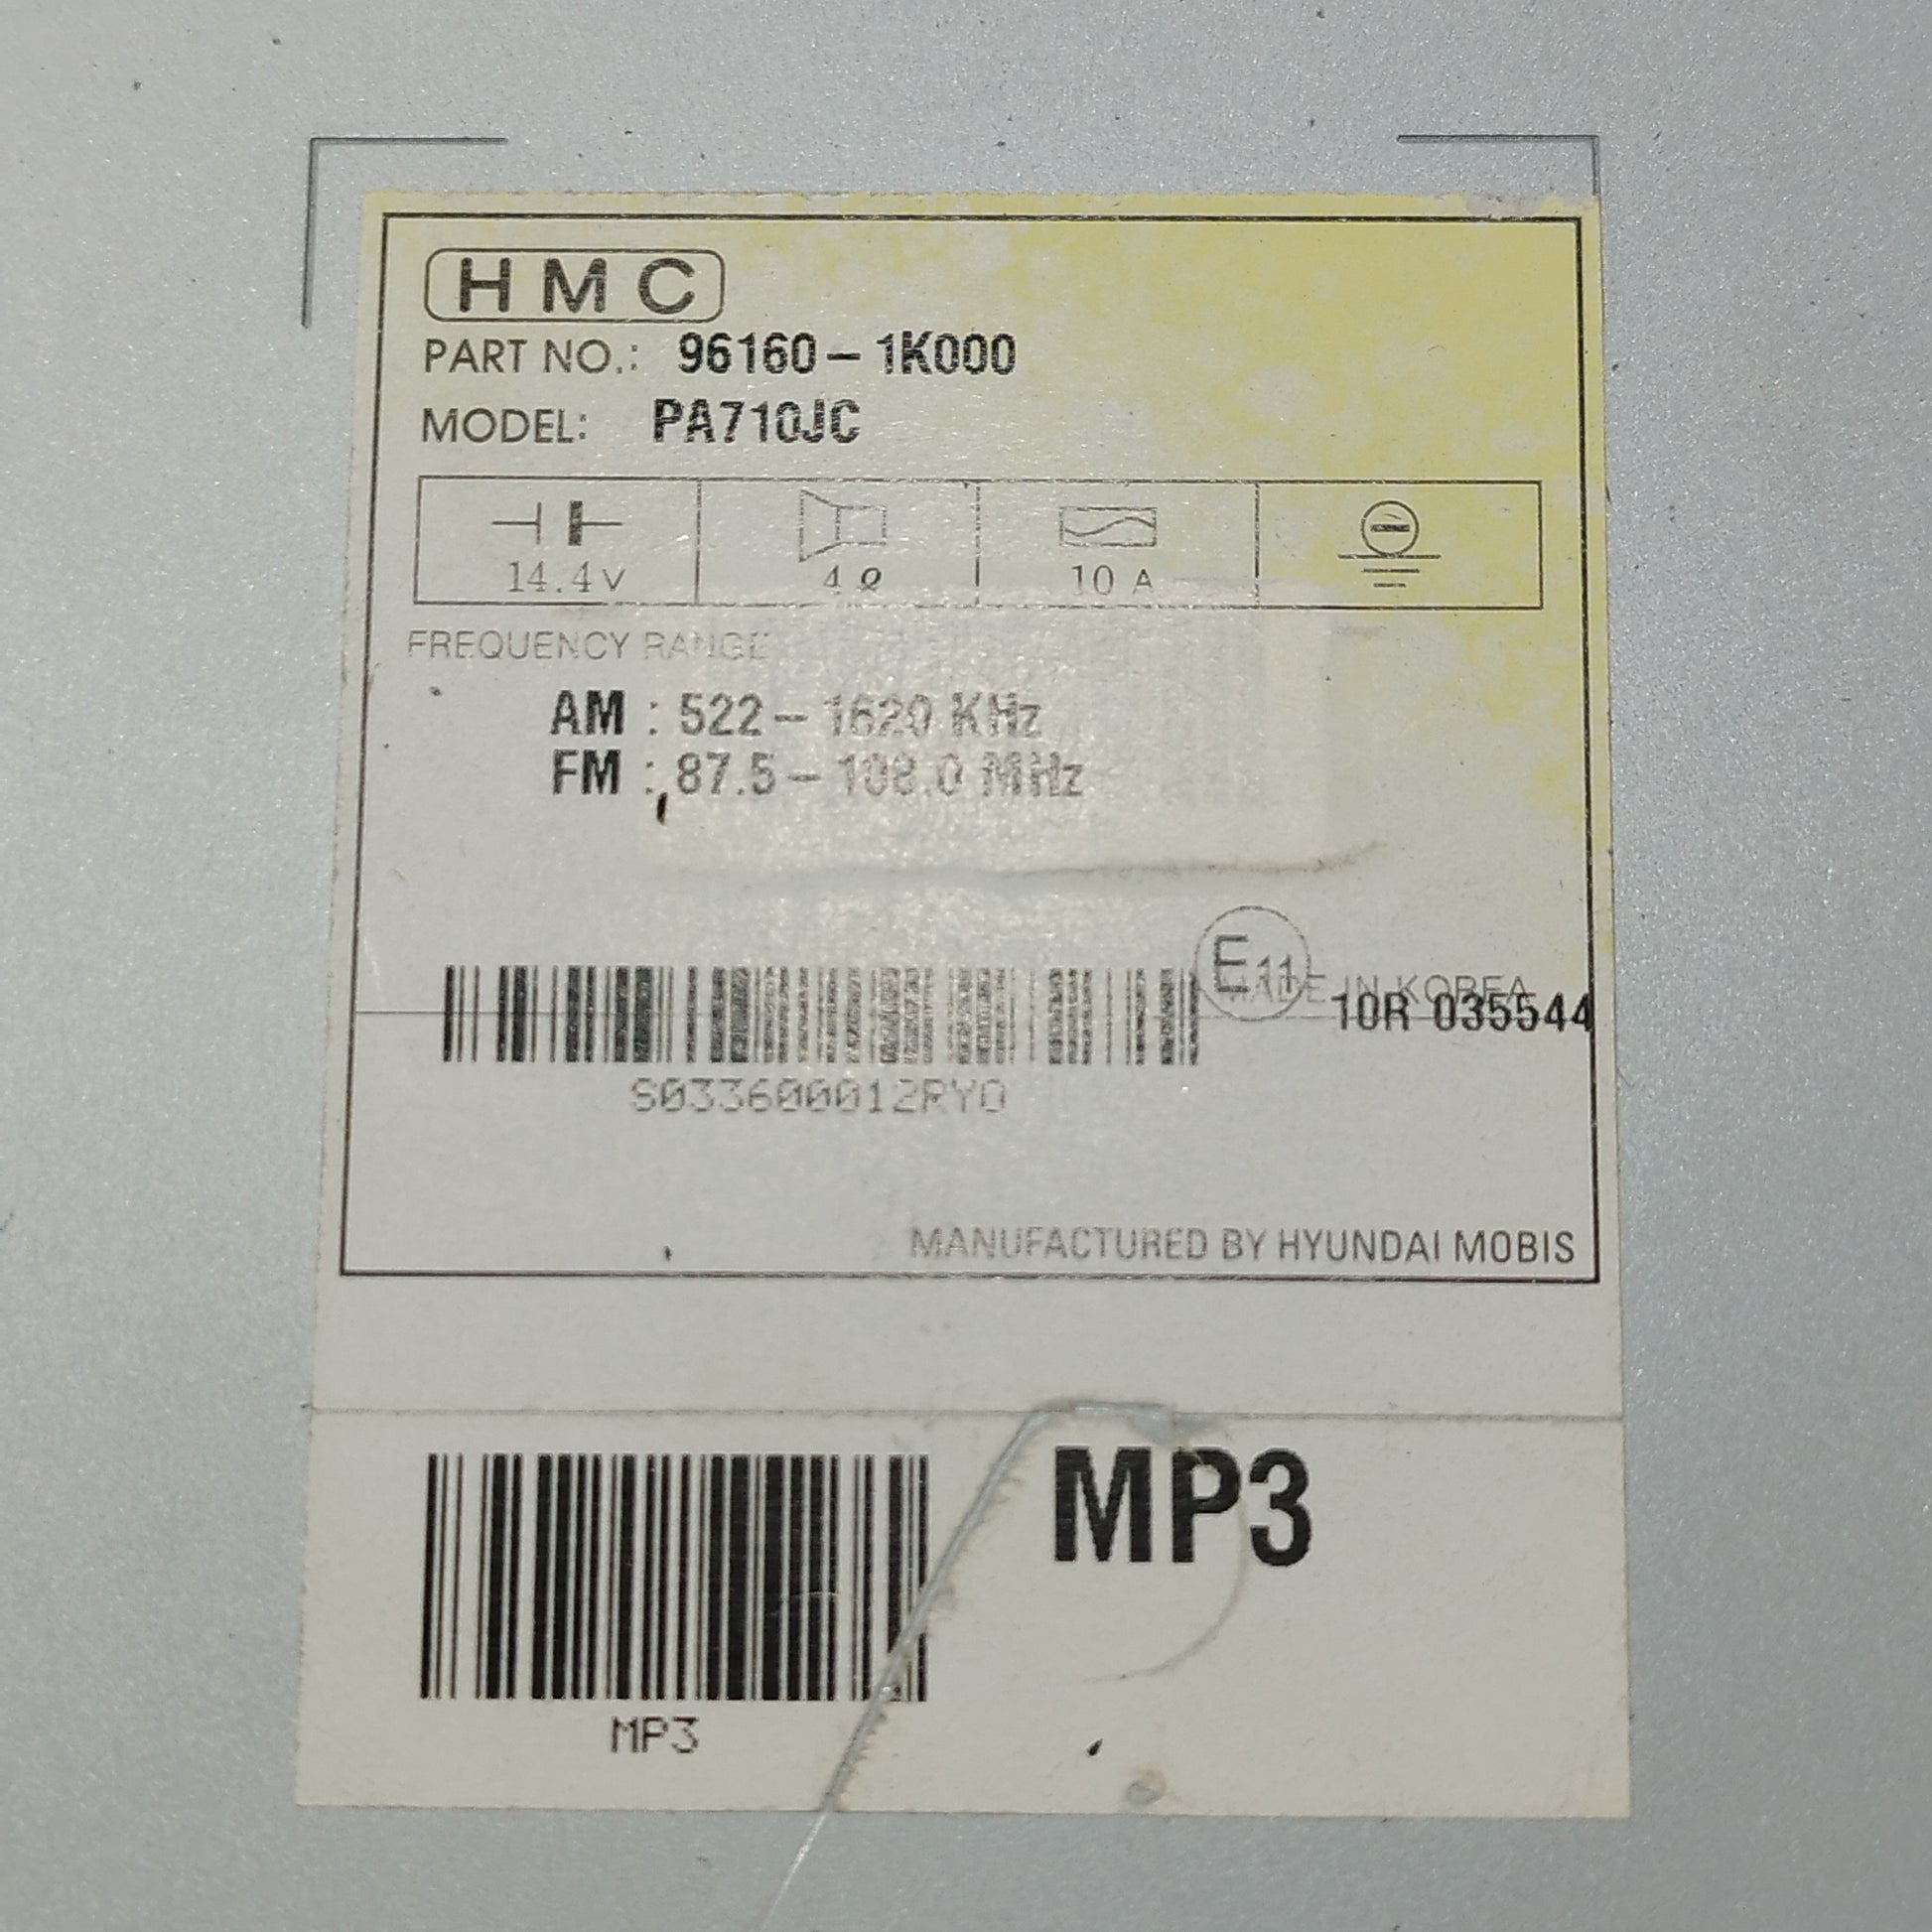 HMC
PART NO.: 96160-1K000
MODEL: PA710JC
14.4V 4Ω 10 A
FREQUENCY RANGE
AM : 522-1620 KHz
FM : 87.5-108.0 MHz
E11
MADE IN KOREA
10R 035544
S033600012RYO
MANUFACTURED BY HYUNDAI MOBIS
MP3
MP3